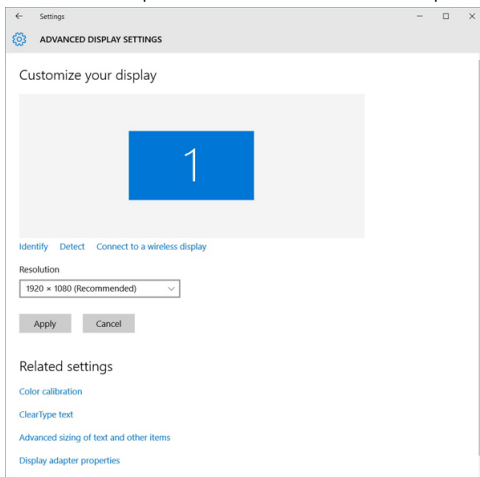 Settings
ADVANCED DISPLAY SETTINGS
Customize your display
1
Identify Detect Connect to a wireless display
Resolution
1920 × 1080 (Recommended)
Apply Cancel
Related settings
Color calibration
ClearType text
Advanced sizing of text and other items
Display adapter properties